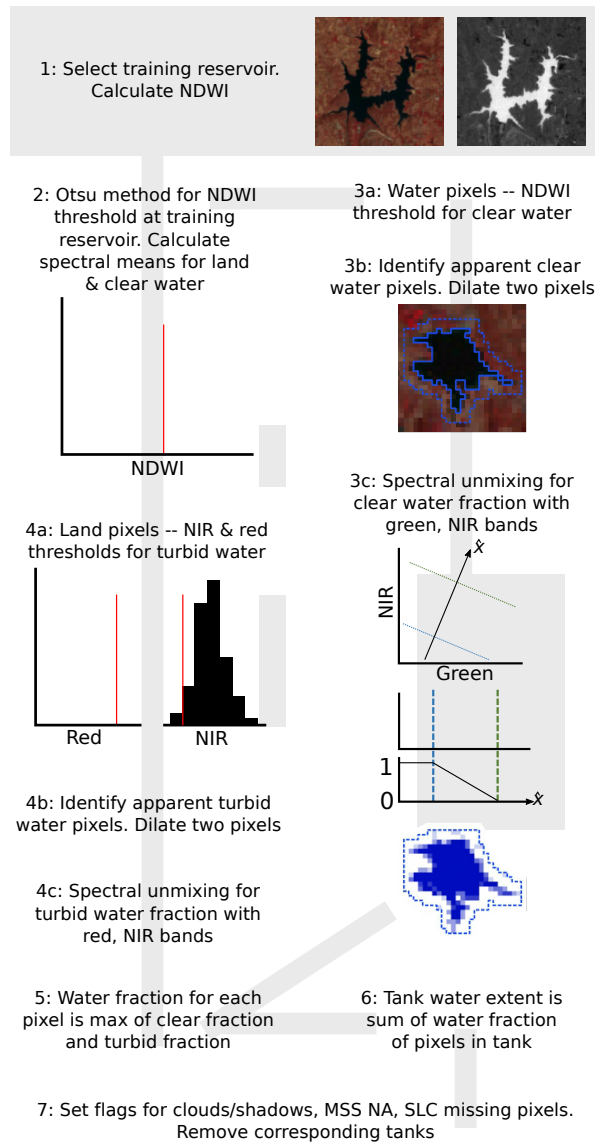 1: Select training reservoir.
Calculate NDWI
2: Otsu method for NDWI
threshold at training
reservoir. Calculate
spectral means for land
& clear water
NDWI
3a: Water pixels -- NDWI
threshold for clear water
3b: Identify apparent clear
water pixels. Dilate two pixels
3c: Spectral unmixing for
clear water fraction with
green, NIR bands
x̂
NIR
Green
1
0
x̂
4a: Land pixels -- NIR & red
thresholds for turbid water
Red
NIR
4b: Identify apparent turbid
water pixels. Dilate two pixels
4c: Spectral unmixing for
turbid water fraction with
red, NIR bands
5: Water fraction for each
pixel is max of clear fraction
and turbid fraction
6: Tank water extent is
sum of water fraction
of pixels in tank
7: Set flags for clouds/shadows, MSS NA, SLC missing pixels.
Remove corresponding tanks